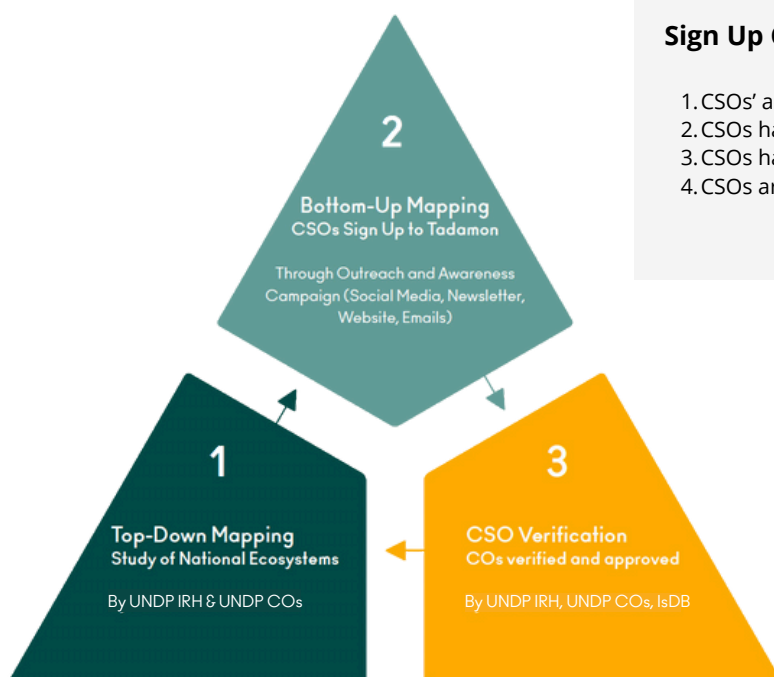 Sign Up
1. CSOs’ a
2. CSOs ha
3. CSOs ha
4. CSOs ar
2
Bottom-Up Mapping
CSOs Sign Up to Tadamon
Through Outreach and Awareness
Campaign (Social Media, Newsletter,
Website, Emails)
1
Top-Down Mapping
Study of National Ecosystems
By UNDP IRH & UNDP COs
3
CSO Verification
COs verified and approved
By UNDP IRH, UNDP COs, IsDB